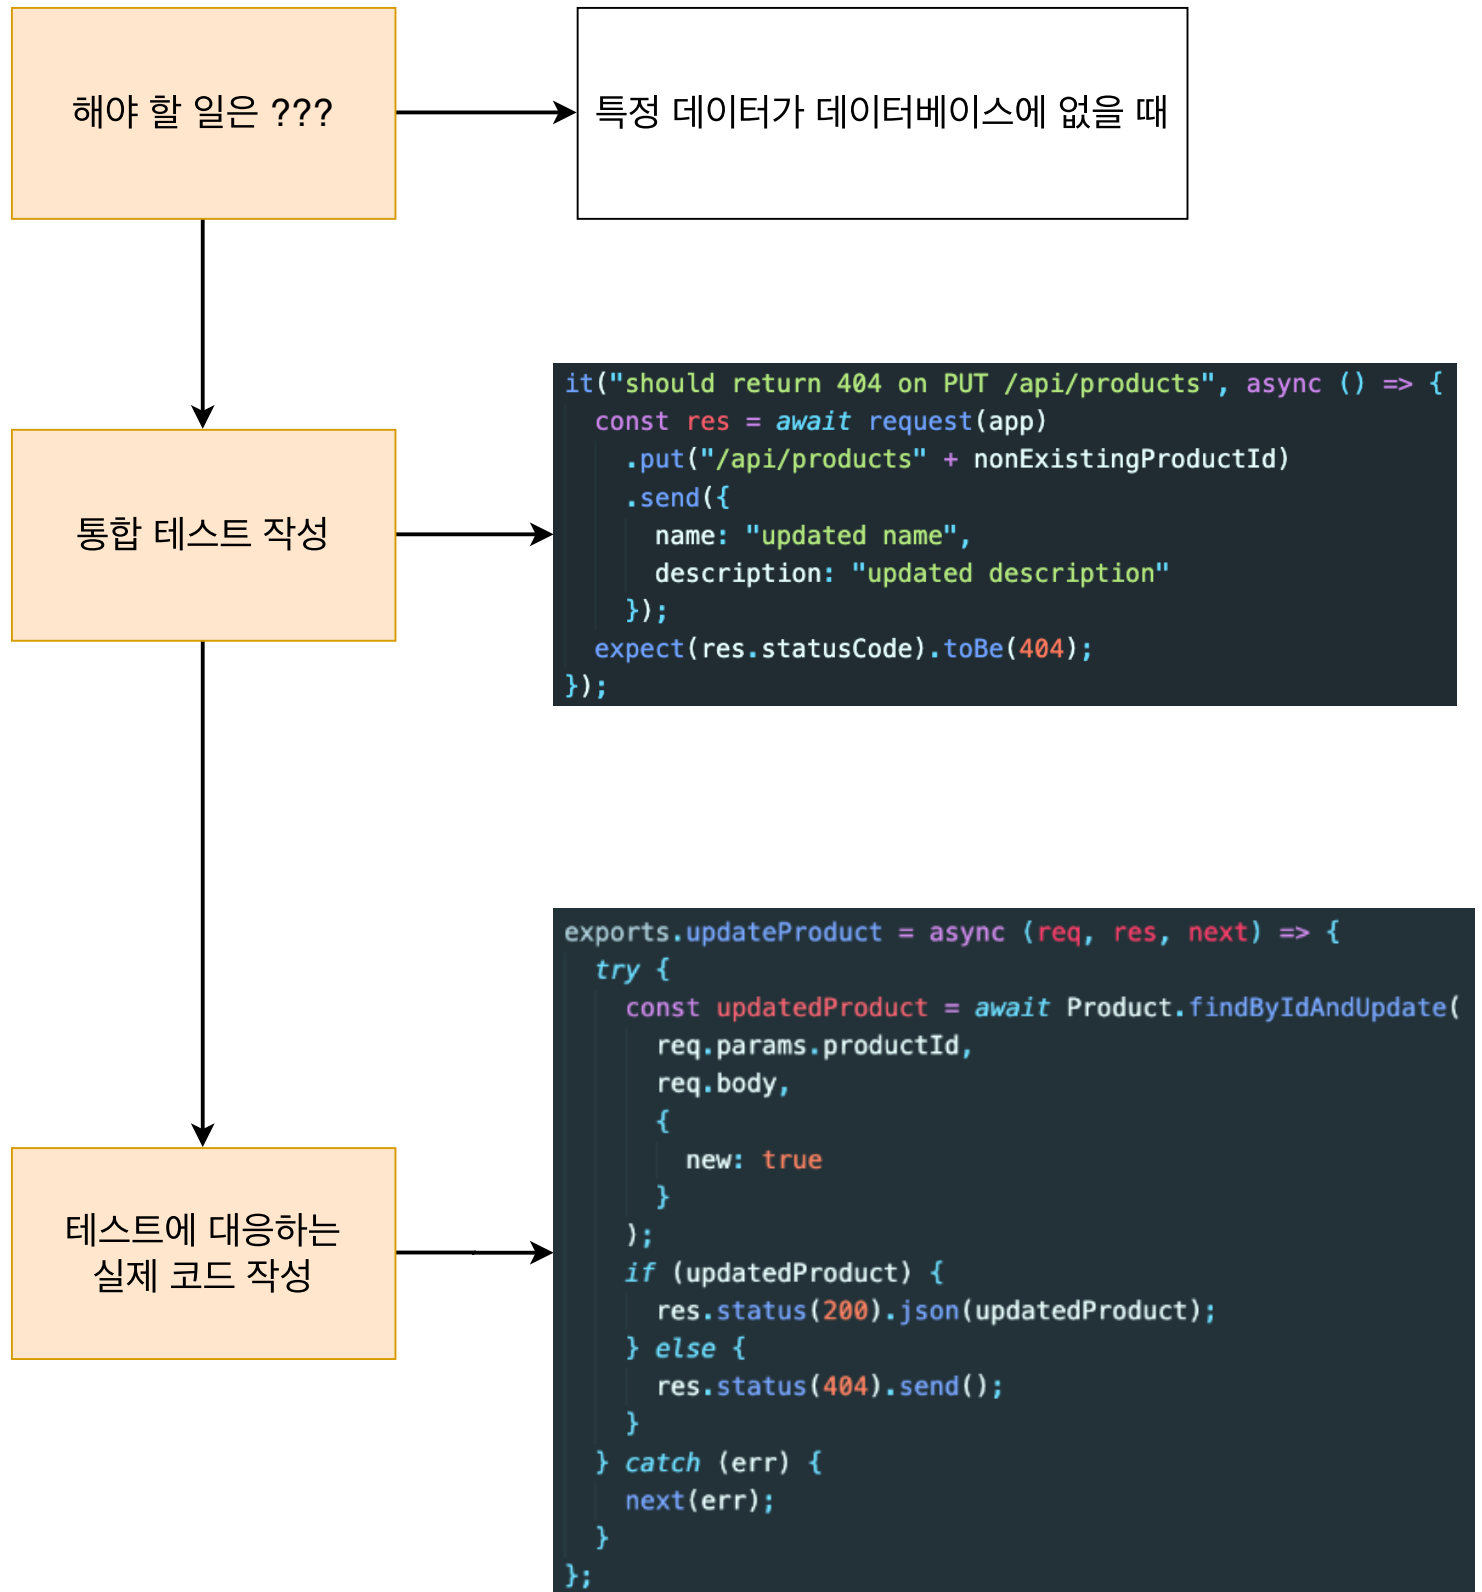 해야 할 일은 ???
특정 데이터가 데이터베이스에 없을 때
통합 테스트 작성
it("should return 404 on PUT /api/products", async () => {
  const res = await request(app)
    .put("/api/products" + nonExistingProductId)
    .send({
      name: "updated name",
      description: "updated description"
    });
  expect(res.statusCode).toBe(404);
});
테스트에 대응하는
실제 코드 작성
exports.updateProduct = async (req, res, next) => {
  try {
    const updatedProduct = await Product.findByIdAndUpdate(
      req.params.productId,
      req.body,
      {
        new: true
      }
    );
    if (updatedProduct) {
      res.status(200).json(updatedProduct);
    } else {
      res.status(404).send();
    }
  } catch (err) {
    next(err);
  }
};